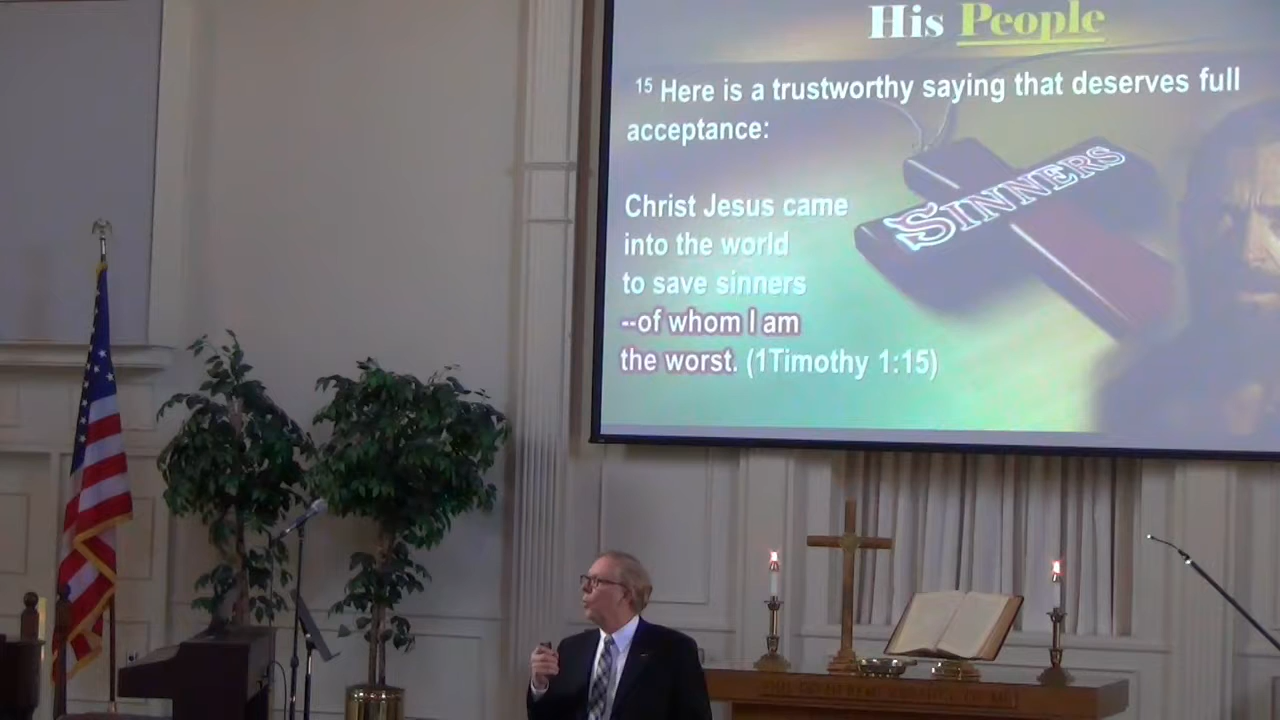 His People
15 Here is a trustworthy saying that deserves full
acceptance:
SINNERS
Christ Jesus came
into the world
to save sinners
--of whom I am
the worst. (1Timothy 1:15)